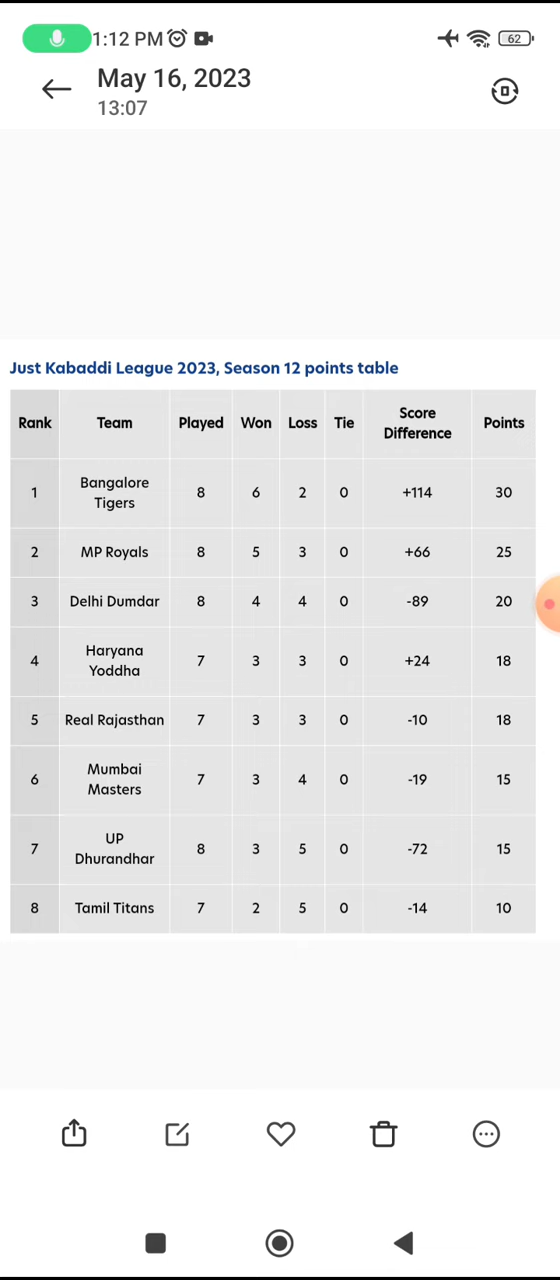 1:12 PM 62
May 16, 2023
13:07
Just Kabaddi League 2023, Season 12 points table
Rank Team Played Won Loss Tie Score Difference Points
1 Bangalore Tigers 8 6 2 0 +114 30
2 MP Royals 8 5 3 0 +66 25
3 Delhi Dumdar 8 4 4 0 -89 20
4 Haryana Yoddha 7 3 3 0 +24 18
5 Real Rajasthan 7 3 3 0 -10 18
6 Mumbai Masters 7 3 4 0 -19 15
7 UP Dhurandhar 8 3 5 0 -72 15
8 Tamil Titans 7 2 5 0 -14 10